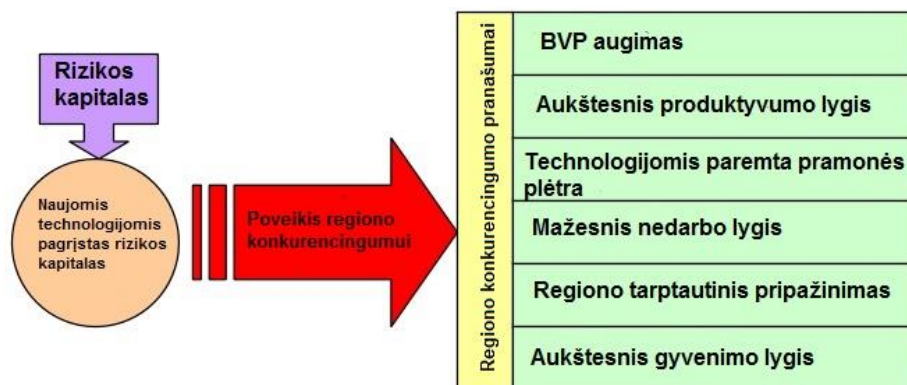 Rizikos
kapitalas
Naujomis
technologijomis
pagrįstas rizikos
kapitalas
Poveikis regiono
konkurencingumui
Regiono konkurencingumo pranašumai
BVP augimas
Aukštesnis produktyvumo lygis
Technologijomis paremta pramonės
plėtra
Mažesnis nedarbo lygis
Regiono tarptautinis pripažinimas
Aukštesnis gyvenimo lygis